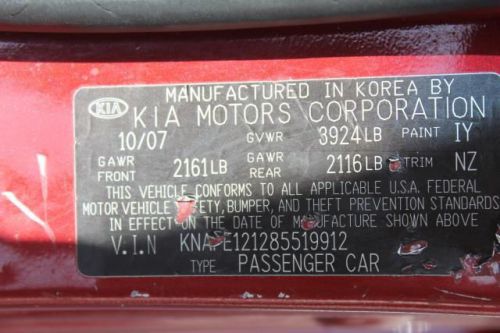 MANUFACTURED IN KOREA BY
KIA KIA MOTORS CORPORATION
10/07 GVWR 3924LB PAINT IY
GAWR FRONT 2161LB GAWR REAR 2116LB TRIM NZ
THIS VEHICLE CONFORMS TO ALL APPLICABLE U.S.A. FEDERAL
MOTOR VEHICLE BUMPER, AND THEFT PREVENTION STANDARDS
IN EFFECT ON THE DATE OF MANUFACTURE SHOWN ABOVE
V.I.N
TYPE PASSENGER CAR